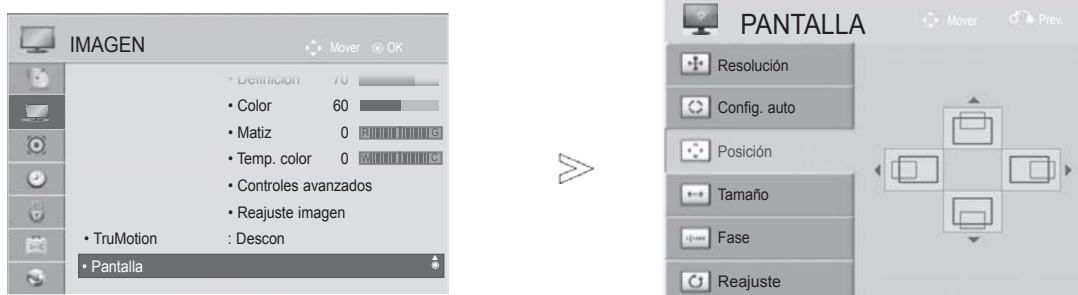 IMAGEN
Mover OK
• Definición 70
• Color 60
• Matiz 0 R G
• Temp. color 0 W C
• Controles avanzados
• Reajuste imagen
• TruMotion : Descon
• Pantalla
PANTALLA
Mover Prev.
Resolución
Config. auto
Posición
Tamaño
Fase
Reajuste